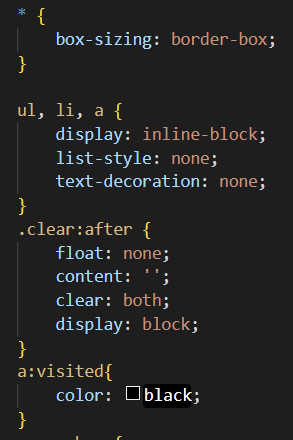 * {
    box-sizing: border-box;
}

ul, li, a {
    display: inline-block;
    list-style: none;
    text-decoration: none;
}
.clear:after {
    float: none;
    content: '';
    clear: both;
    display: block;
}
a:visited{
    color: black;
}